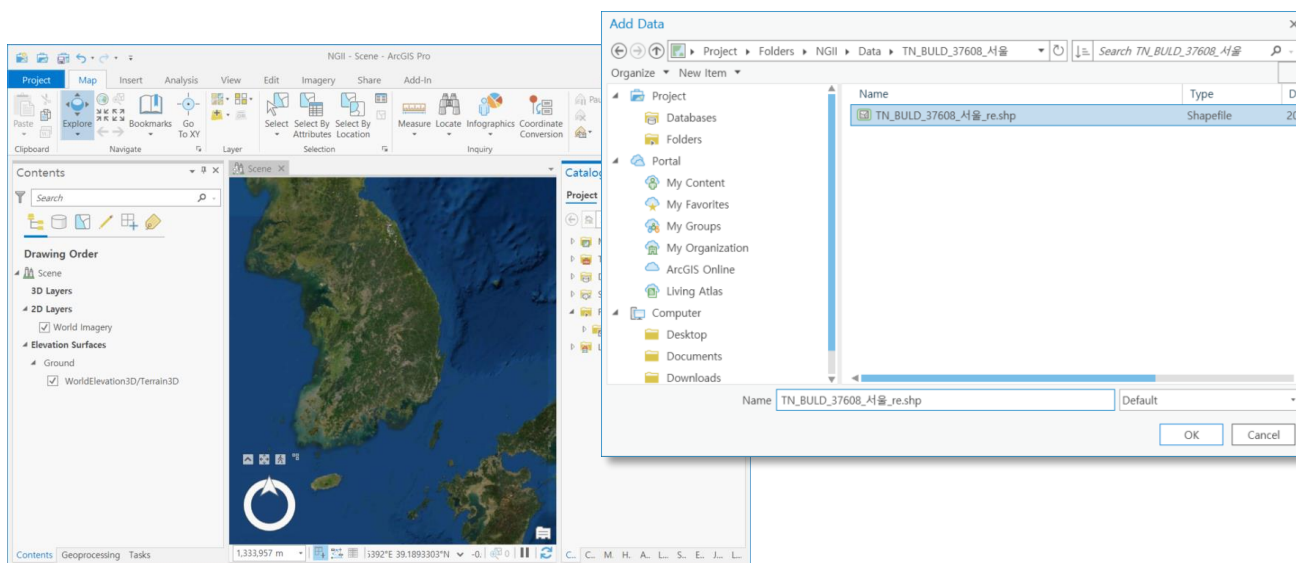 NGII - Scene - ArcGIS Pro
Project Map Insert Analysis View Edit Imagery Share Add-In
Paste
Explore
Bookmarks
Go To XY
Select
Select By Attributes
Select By Location
Measure
Locate
Infographics
Coordinate Conversion
Pau
Clipboard
Navigate
Layer
Selection
Inquiry
Contents
Search
Drawing Order
Scene
3D Layers
2D Layers
World Imagery
Elevation Surfaces
Ground
WorldElevation3D/Terrain3D
Contents Geoprocessing Tasks
Scene
1,333,957 m
392°E 39.1893303°N
-0.
0
Catalog
Project
M
T
D
S
F
L
C... C... M. H. A.. L... S... E.. J... L...
Add Data
Project Folders NGII Data TN_BULD_37608_서울
Search TN_BULD_37608_서울
Organize New Item
Project
Databases
Folders
Portal
My Content
My Favorites
My Groups
My Organization
ArcGIS Online
Living Atlas
Computer
Desktop
Documents
Downloads
Name Type D
TN_BULD_37608_서울_re.shp Shapefile 20
Name TN_BULD_37608_서울_re.shp Default
OK Cancel